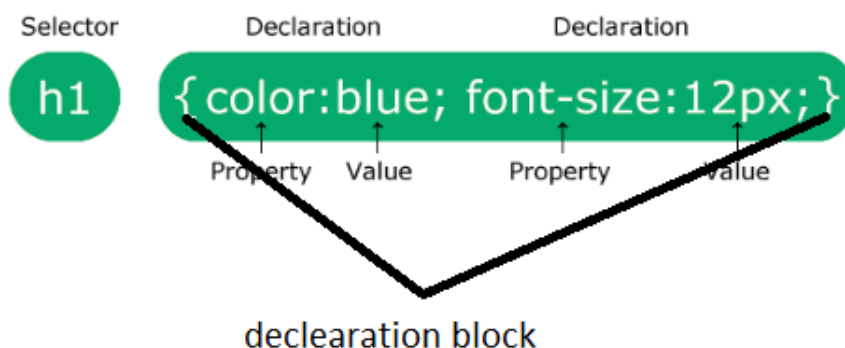 Selector Declaration Declaration
h1 { color:blue; font-size:12px; }
Property Value Property Value
declearation block